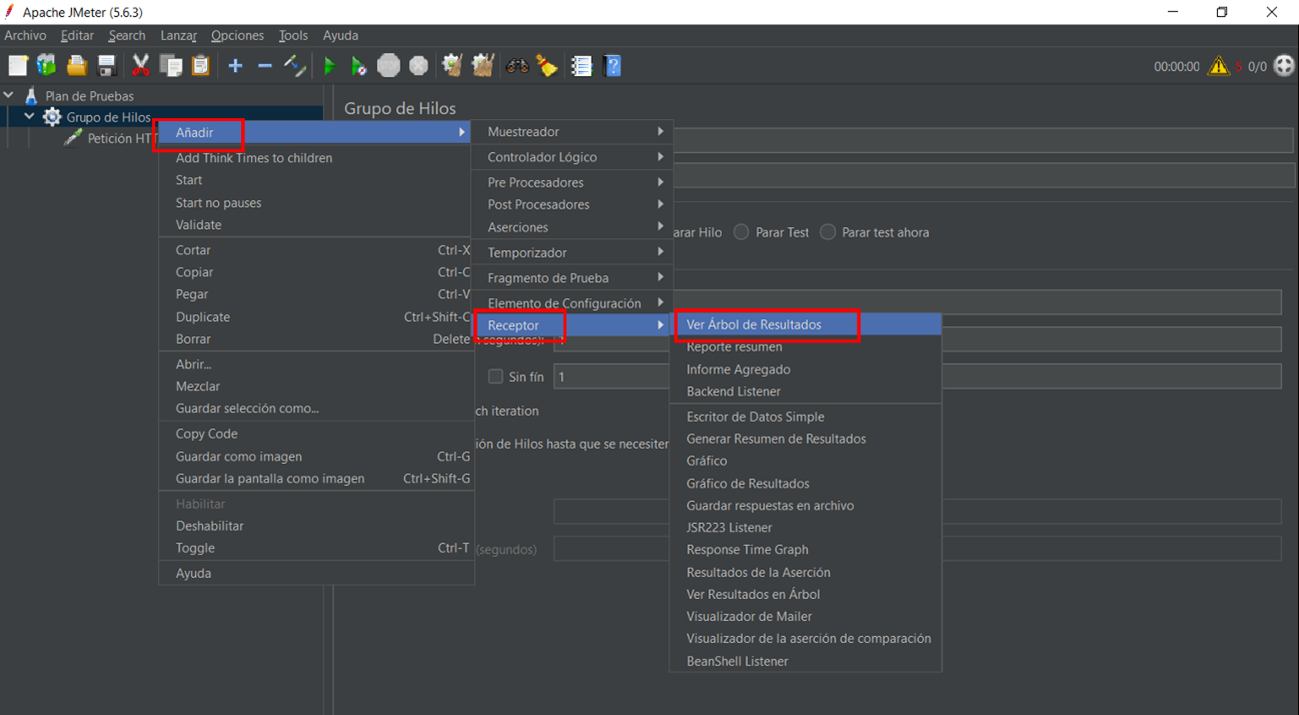 Apache JMeter (5.6.3)
Archivo Editar Search Lanzar Opciones Tools Ayuda
00:00:00 5 0/0
Plan de Pruebas
Grupo de Hilos
Petición HT
Grupo de Hilos
Añadir
Add Think Times to children
Start
Start no pauses
Validate
Cortar Ctrl-X
Copiar Ctrl-C
Pegar Ctrl-V
Duplicate Ctrl+Shift-C
Borrar Delete
Abrir...
Mezclar
Guardar selección como...
Copy Code
Guardar como imagen Ctrl-G
Guardar la pantalla como imagen Ctrl+Shift-G
Habilitar
Deshabilitar
Toggle Ctrl-T
Ayuda
Muestreador
Controlador Lógico
Pre Procesadores
Post Procesadores
Aserciones
Temporizador
Fragmento de Prueba
Elemento de Configuración
Receptor
arar Hilo Parar Test Parar test ahora
segundos): 1
Sin fín 1
ch iteration
ión de Hilos hasta que se necesiten
(segundos)
Ver Árbol de Resultados
Reporte resumen
Informe Agregado
Backend Listener
Escritor de Datos Simple
Generar Resumen de Resultados
Gráfico
Gráfico de Resultados
Guardar respuestas en archivo
JSR223 Listener
Response Time Graph
Resultados de la Aserción
Ver Resultados en Árbol
Visualizador de Mailer
Visualizador de la aserción de comparación
BeanShell Listener